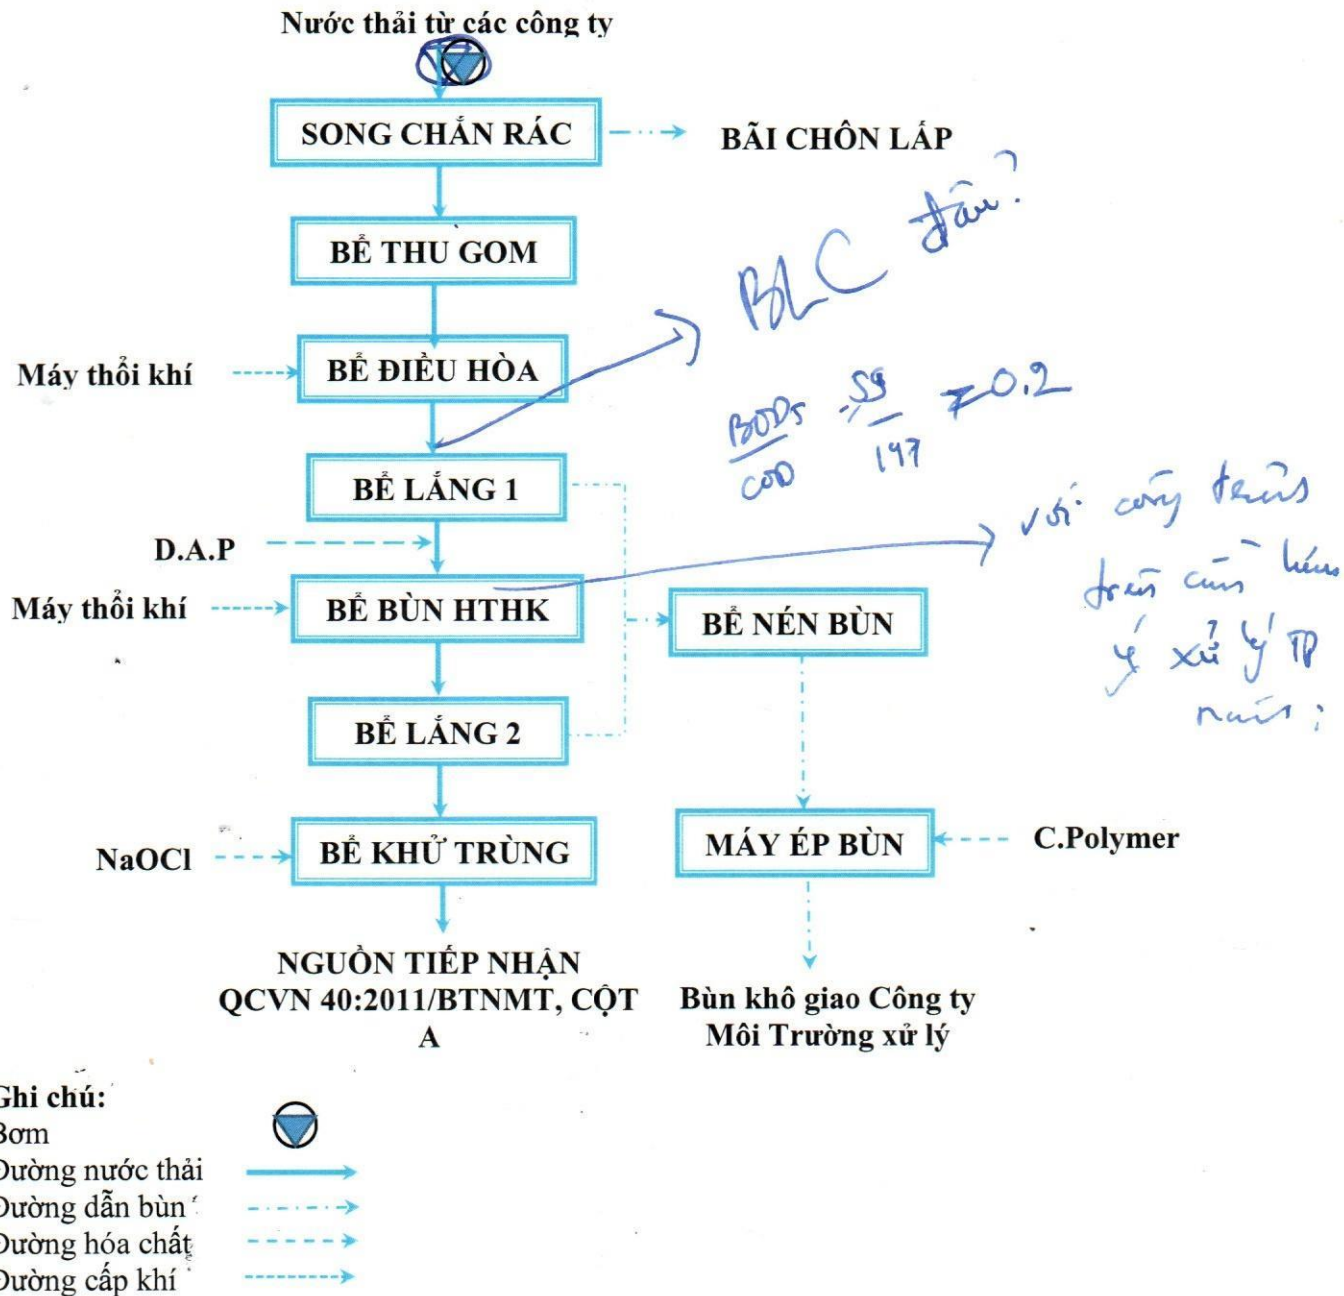 Nước thải từ các công ty
SONG CHẮN RÁC
BÃI CHÔN LẤP
BỂ THU GOM
BLC đâu?
Máy thổi khí
BỂ ĐIỀU HÒA
BOD5
COD
197
0.2
BỂ LẮNG 1
với
D.A.P
Máy thổi khí
BỂ BÙN HTHK
BỂ NÉN BÙN
xử lý
BỂ LẮNG 2
NaOCl
BỂ KHỬ TRÙNG
MÁY ÉP BÙN
C.Polymer
NGUỒN TIẾP NHẬN
QCVN 40:2011/BTNMT, CỘT
A
Bùn khô giao Công ty
Môi Trường xử lý
Ghi chú:
Bơm
Đường nước thải
Đường dẫn bùn
Đường hóa chất
Đường cấp khí